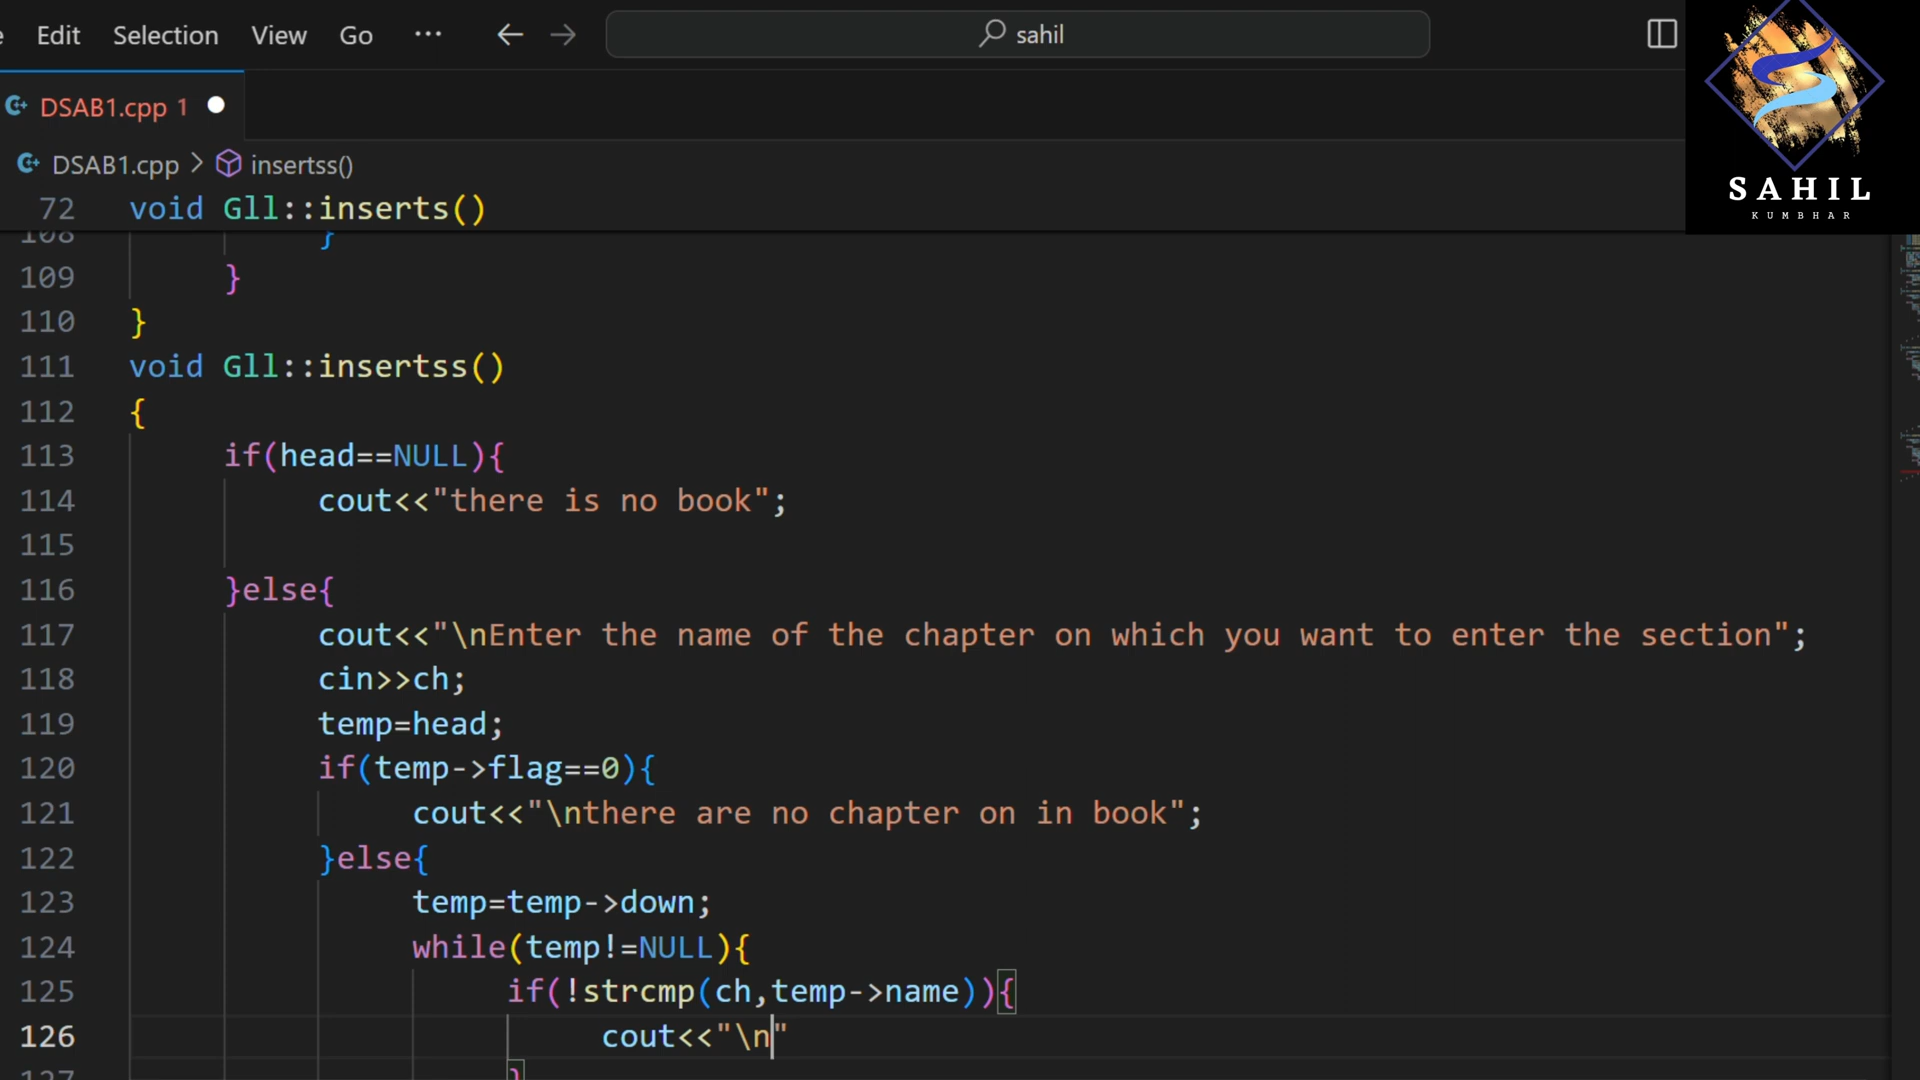 Edit Selection View Go ··· sahil
DSAB1.cpp 1
DSAB1.cpp > insertss()
SAHIL
KUMBHAR
72 void Gll::inserts()
108 }
109 }
110 }
111 void Gll::insertss()
112 {
113 if(head==NULL){
114 cout<<"there is no book";
115
116 }else{
117 cout<<"\nEnter the name of the chapter on which you want to enter the section";
118 cin>>ch;
119 temp=head;
120 if(temp->flag==0){
121 cout<<"\nthere are no chapter on in book";
122 }else{
123 temp=temp->down;
124 while(temp!=NULL){
125 if(!strcmp(ch,temp->name)){
126 cout<<"\n"
127 }